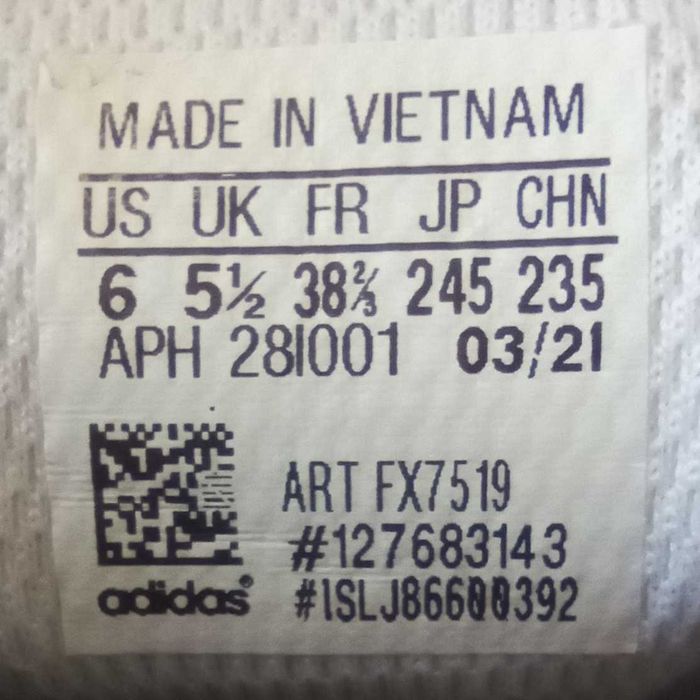 MADE IN VIETNAM
US UK FR JP CHN
6 5½ 38⅔ 245 235
APH 28I001 03/21
ART FX7519
#127683143
adidas® #1SLJ86600392